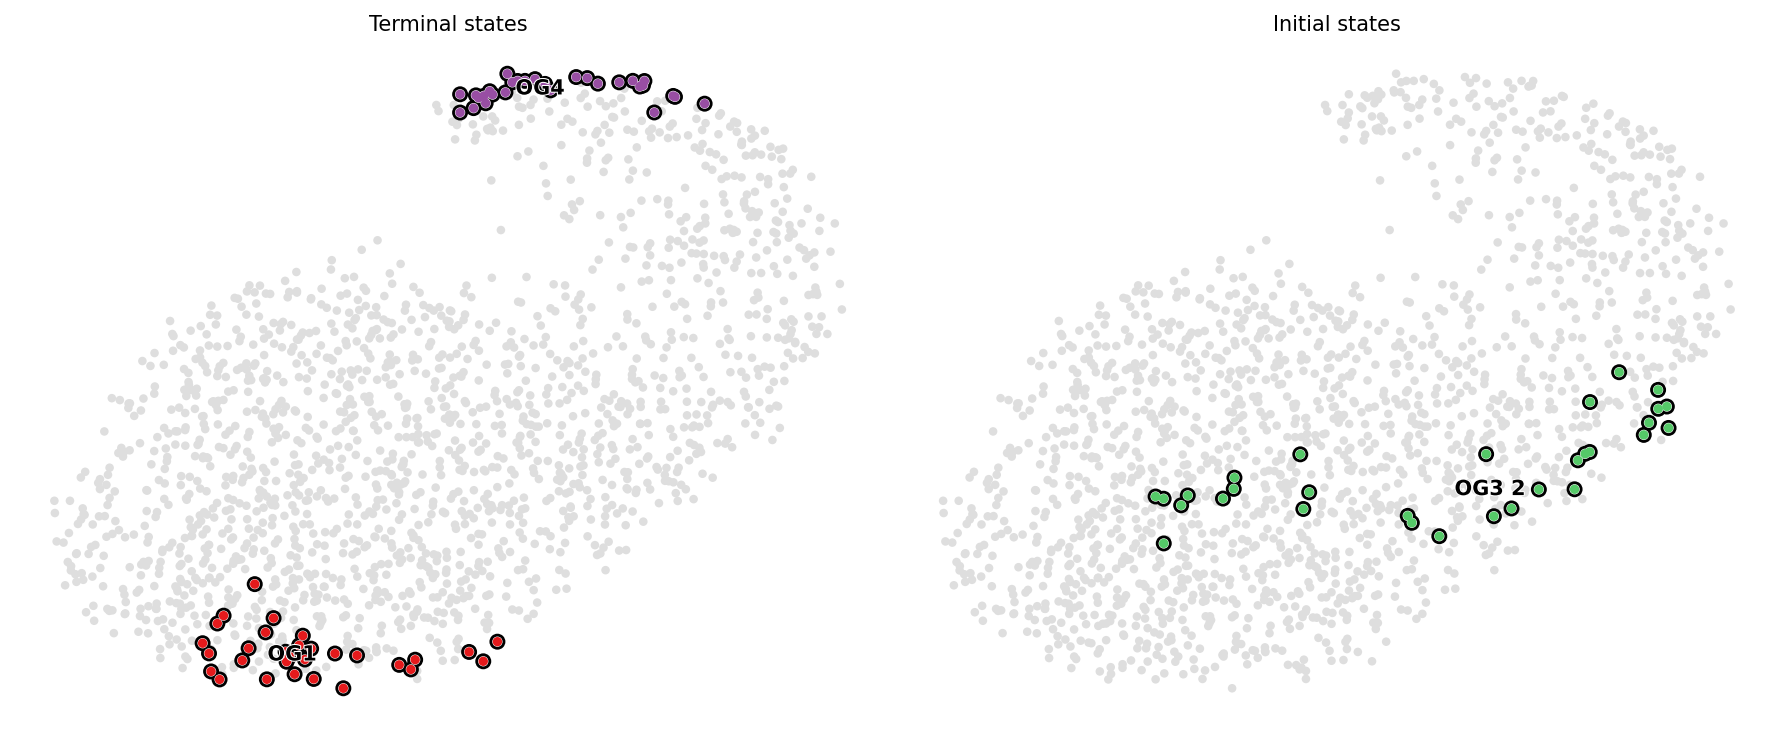 Terminal states
Initial states
OG4
OG3 2
OG1